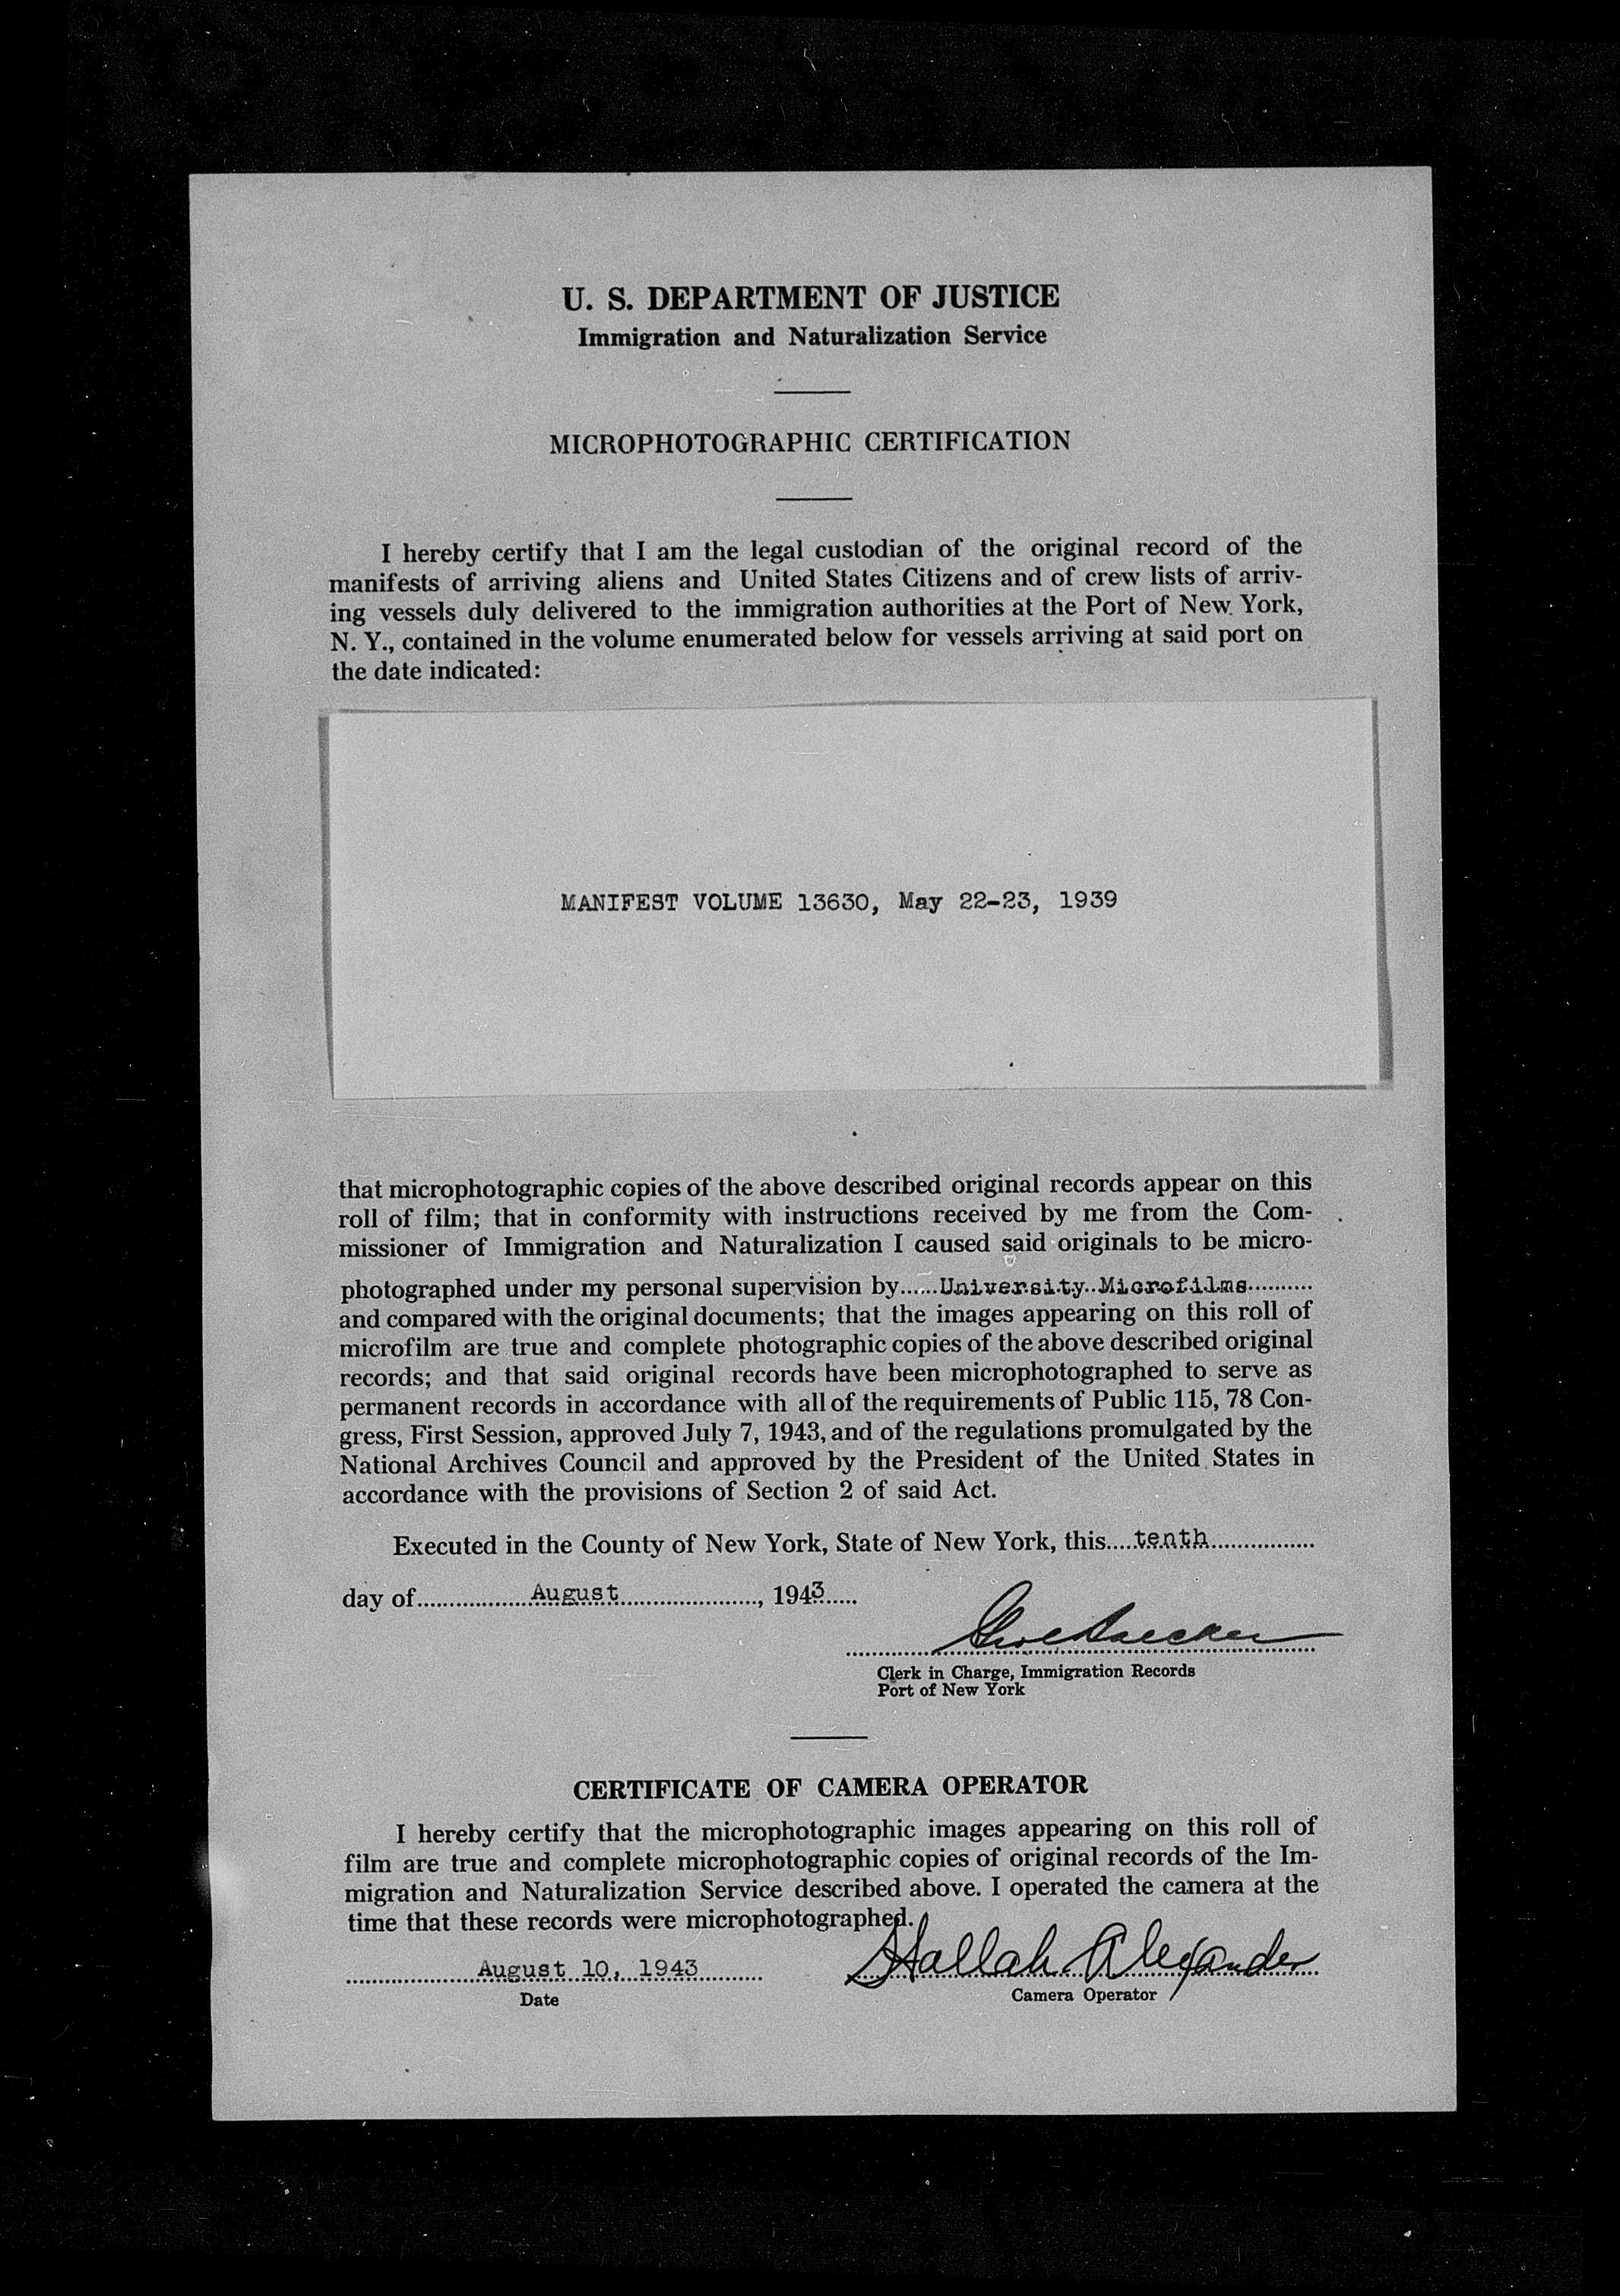 U. S. DEPARTMENT OF JUSTICE
Immigration and Naturalization Service
MICROPHOTOGRAPHIC CERTIFICATION
I hereby certify that I am the legal custodian of the original record of the
manifests of arriving aliens and United States Citizens and of crew lists of arriv-
ing vessels duly delivered to the immigration authorities at the Port of New York,
N. Y., contained in the volume enumerated below for vessels arriving at said port on
the date indicated:
MANIFEST VOLUME 13630, May 22-23, 1939
that microphotographic copies of the above described original records appear on this
roll of film; that in conformity with instructions received by me from the Com-
missioner of Immigration and Naturalization I caused said originals to be micro-
photographed under my personal supervision by......University Microfilms..........
and compared with the original documents; that the images appearing on this roll of
microfilm are true and complete photographic copies of the above described original
records; and that said original records have been microphotographed to serve as
permanent records in accordance with all of the requirements of Public 115, 78 Con-
gress, First Session, approved July 7, 1943, and of the regulations promulgated by the
National Archives Council and approved by the President of the United States in
accordance with the provisions of Section 2 of said Act.
Executed in the County of New York, State of New York, this.....tenth................
day of..................August......................, 1943......
Clerk in Charge, Immigration Records
Port of New York
CERTIFICATE OF CAMERA OPERATOR
I hereby certify that the microphotographic images appearing on this roll of
film are true and complete microphotographic copies of original records of the Im-
migration and Naturalization Service described above. I operated the camera at the
time that these records were microphotographed.
August 10, 1943 Hallah Alexander
Date Camera Operator